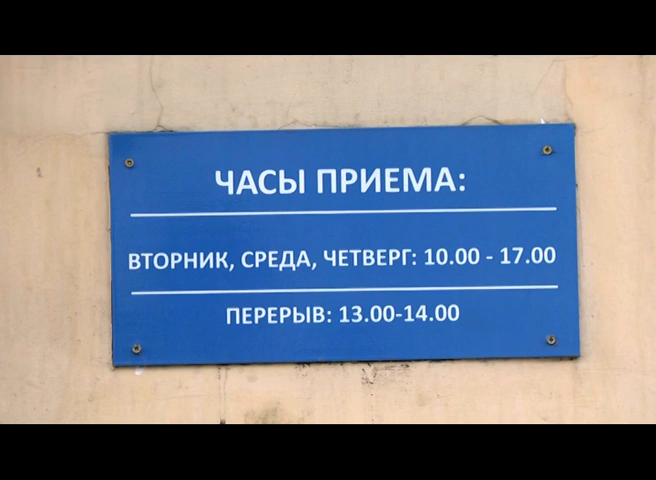 ЧАСЫ ПРИЕМА:
ВТОРНИК, СРЕДА, ЧЕТВЕРГ: 10.00 - 17.00
ПЕРЕРЫВ: 13.00-14.00